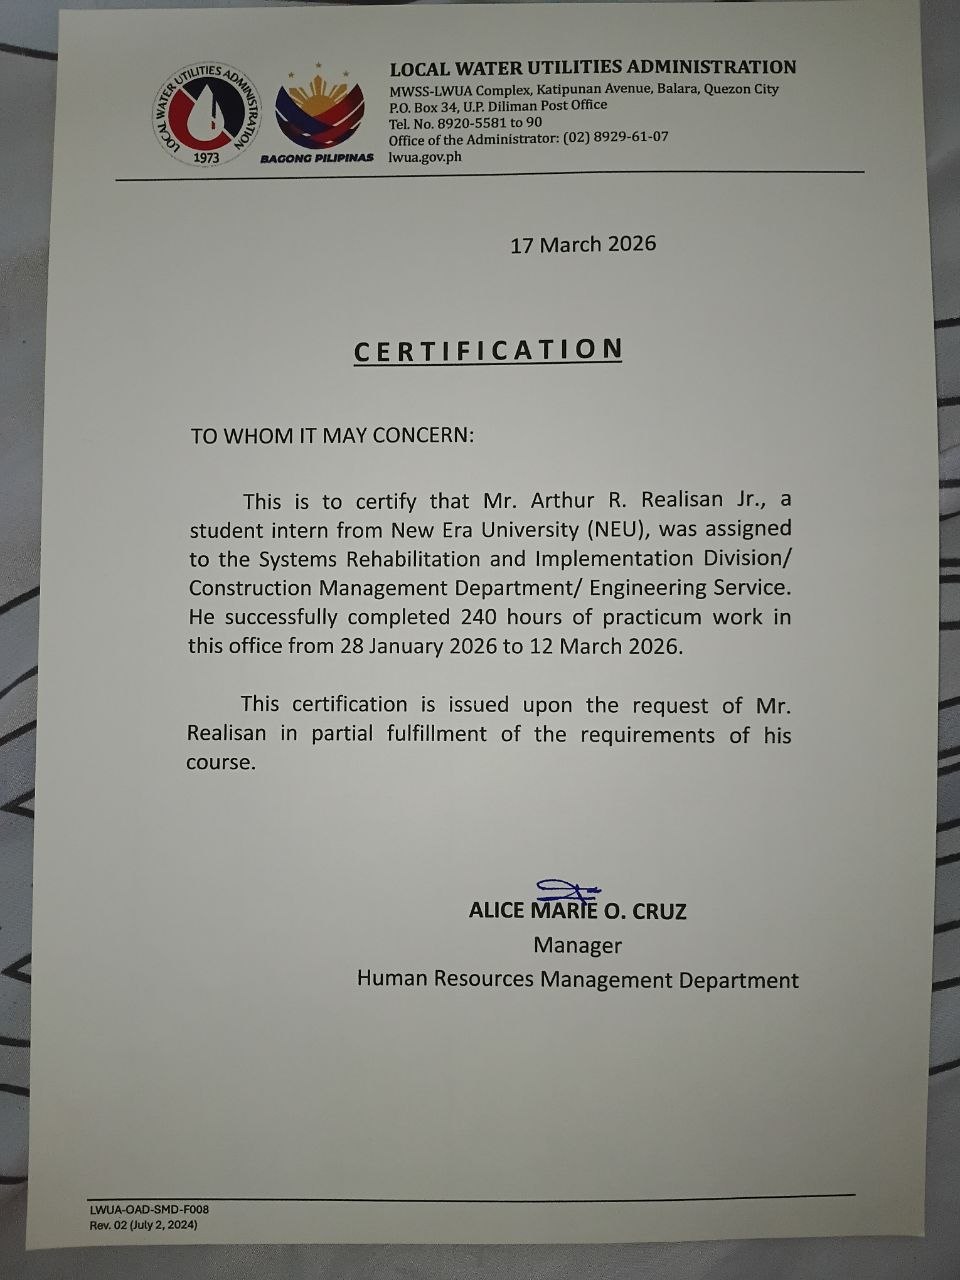 LOCAL WATER UTILITIES ADMINISTRATION
1973
BAGONG PILIPINAS
LOCAL WATER UTILITIES ADMINISTRATION
MWSS-LWUA Complex, Katipunan Avenue, Balara, Quezon City
P.O. Box 34, U.P. Diliman Post Office
Tel. No. 8920-5581 to 90
Office of the Administrator: (02) 8929-61-07
lwua.gov.ph
17 March 2026
CERTIFICATION
TO WHOM IT MAY CONCERN:
This is to certify that Mr. Arthur R. Realisan Jr., a
student intern from New Era University (NEU), was assigned
to the Systems Rehabilitation and Implementation Division/
Construction Management Department/ Engineering Service.
He successfully completed 240 hours of practicum work in
this office from 28 January 2026 to 12 March 2026.
This certification is issued upon the request of Mr.
Realisan in partial fulfillment of the requirements of his
course.
ALICE MARIE O. CRUZ
Manager
Human Resources Management Department
LWUA-OAD-SMD-F008
Rev. 02 (July 2, 2024)